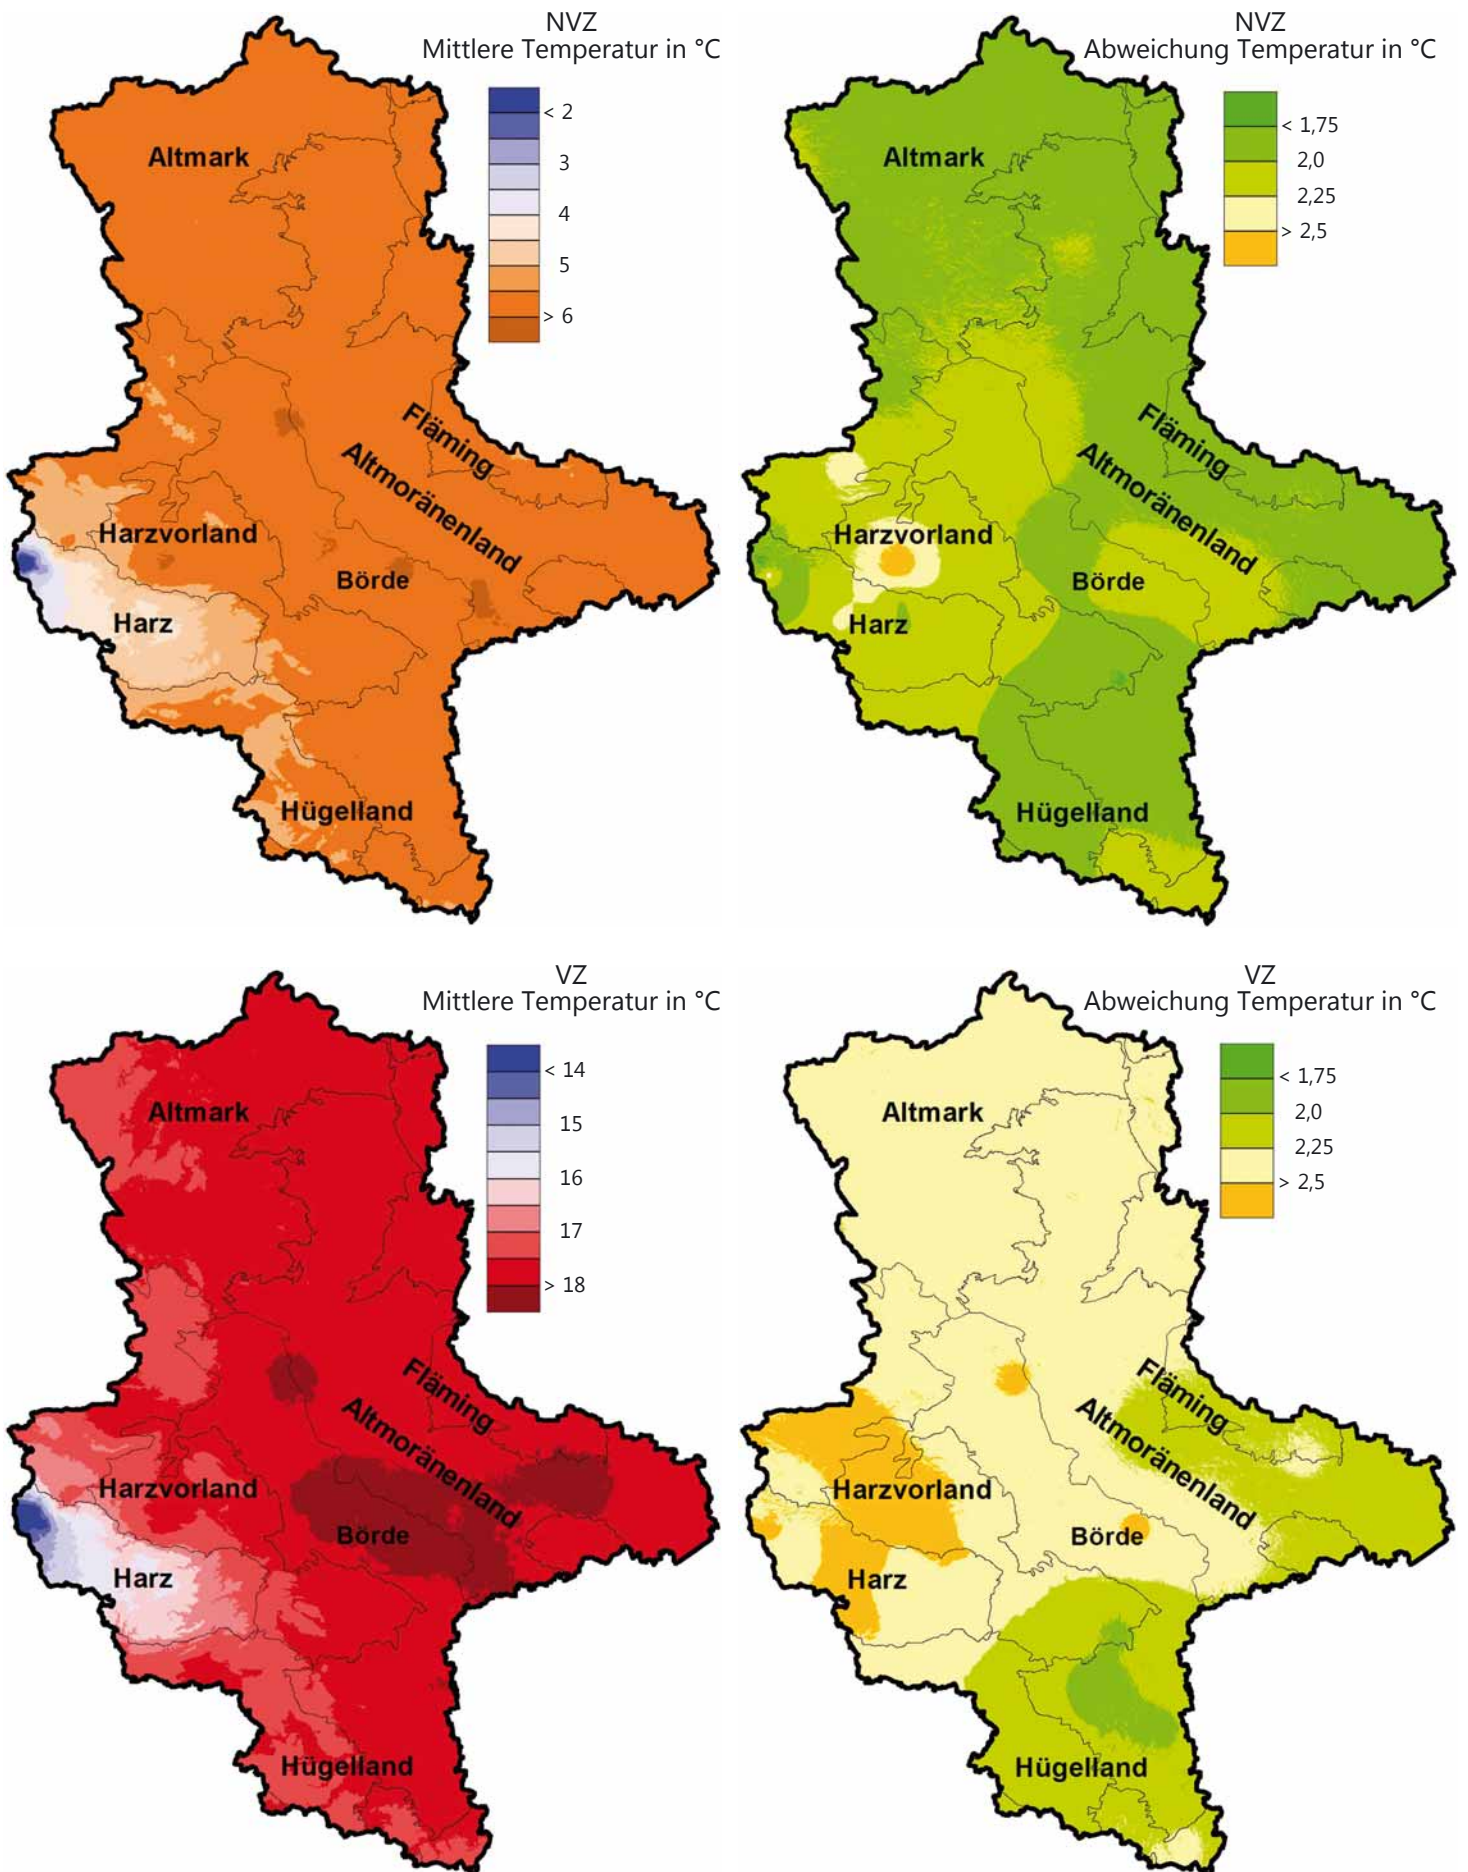 NVZ
Mittlere Temperatur in °C
< 2
3
4
5
> 6
Altmark
Fläming
Altmoränenland
Harzvorland
Börde
Harz
Hügelland
NVZ
Abweichung Temperatur in °C
< 1,75
2,0
2,25
> 2,5
Altmark
Fläming
Altmoränenland
Harzvorland
Börde
Harz
Hügelland
VZ
Mittlere Temperatur in °C
< 14
15
16
17
> 18
Altmark
Fläming
Altmoränenland
Harzvorland
Börde
Harz
Hügelland
VZ
Abweichung Temperatur in °C
< 1,75
2,0
2,25
> 2,5
Altmark
Fläming
Altmoränenland
Harzvorland
Börde
Harz
Hügelland